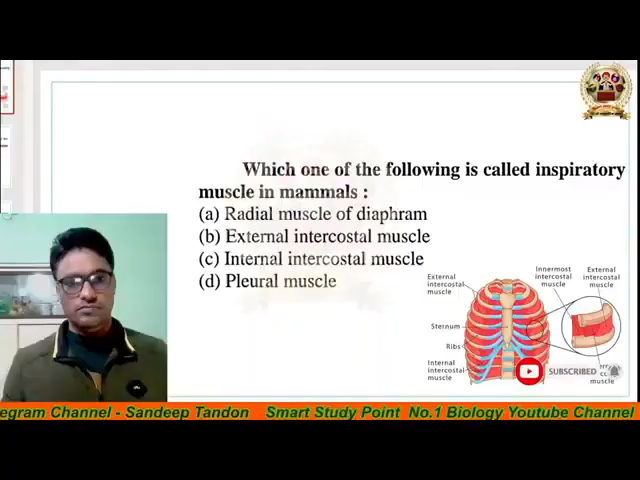 Which one of the following is called inspiratory
muscle in mammals :
(a) Radial muscle of diaphram
(b) External intercostal muscle
(c) Internal intercostal muscle
(d) Pleural muscle
External
intercostal
muscle
Innermost
intercostal
muscle
External
intercostal
muscle
Sternum
Ribs
Internal
intercostal
muscle
SUBSCRIBED
muscle
egram Channel - Sandeep Tandon Smart Study Point No.1 Biology Youtube Channel